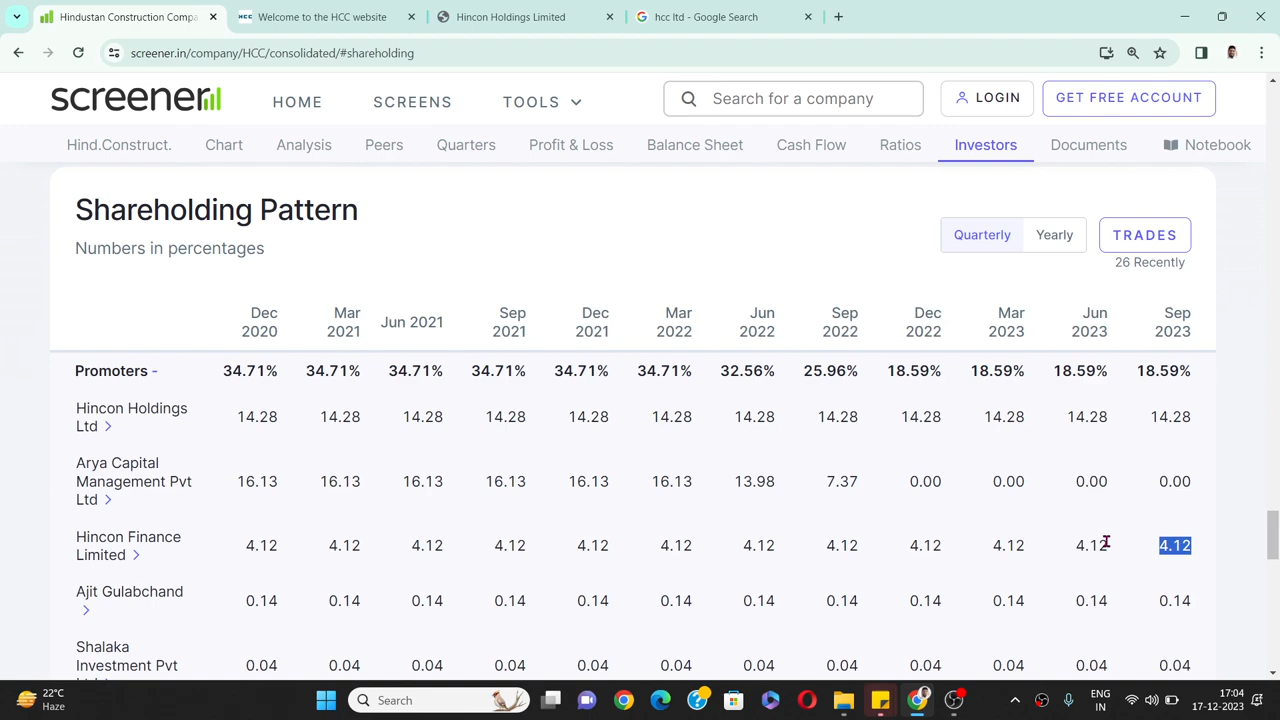 Hindustan Construction Compa
Welcome to the HCC website
Hincon Holdings Limited
hcc ltd - Google Search
screener.in/company/HCC/consolidated/#shareholding
screener
HOME
SCREENS
TOOLS
Search for a company
LOGIN
GET FREE ACCOUNT
Hind.Construct.
Chart
Analysis
Peers
Quarters
Profit & Loss
Balance Sheet
Cash Flow
Ratios
Investors
Documents
Notebook
Shareholding Pattern
Numbers in percentages
Quarterly
Yearly
TRADES
26 Recently
Dec 2020 Mar 2021 Jun 2021 Sep 2021 Dec 2021 Mar 2022 Jun 2022 Sep 2022 Dec 2022 Mar 2023 Jun 2023 Sep 2023
Promoters - 34.71% 34.71% 34.71% 34.71% 34.71% 34.71% 32.56% 25.96% 18.59% 18.59% 18.59% 18.59%
Hincon Holdings
Ltd > 14.28 14.28 14.28 14.28 14.28 14.28 14.28 14.28 14.28 14.28 14.28 14.28
Arya Capital
Management Pvt 16.13 16.13 16.13 16.13 16.13 16.13 13.98 7.37 0.00 0.00 0.00 0.00
Ltd >
Hincon Finance
Limited > 4.12 4.12 4.12 4.12 4.12 4.12 4.12 4.12 4.12 4.12 4.12 4.12
Ajit Gulabchand
> 0.14 0.14 0.14 0.14 0.14 0.14 0.14 0.14 0.14 0.14 0.14 0.14
Shalaka
Investment Pvt 0.04 0.04 0.04 0.04 0.04 0.04 0.04 0.04 0.04 0.04 0.04 0.04
22°C
Haze
Search
ENG
IN
17:04
17-12-2023